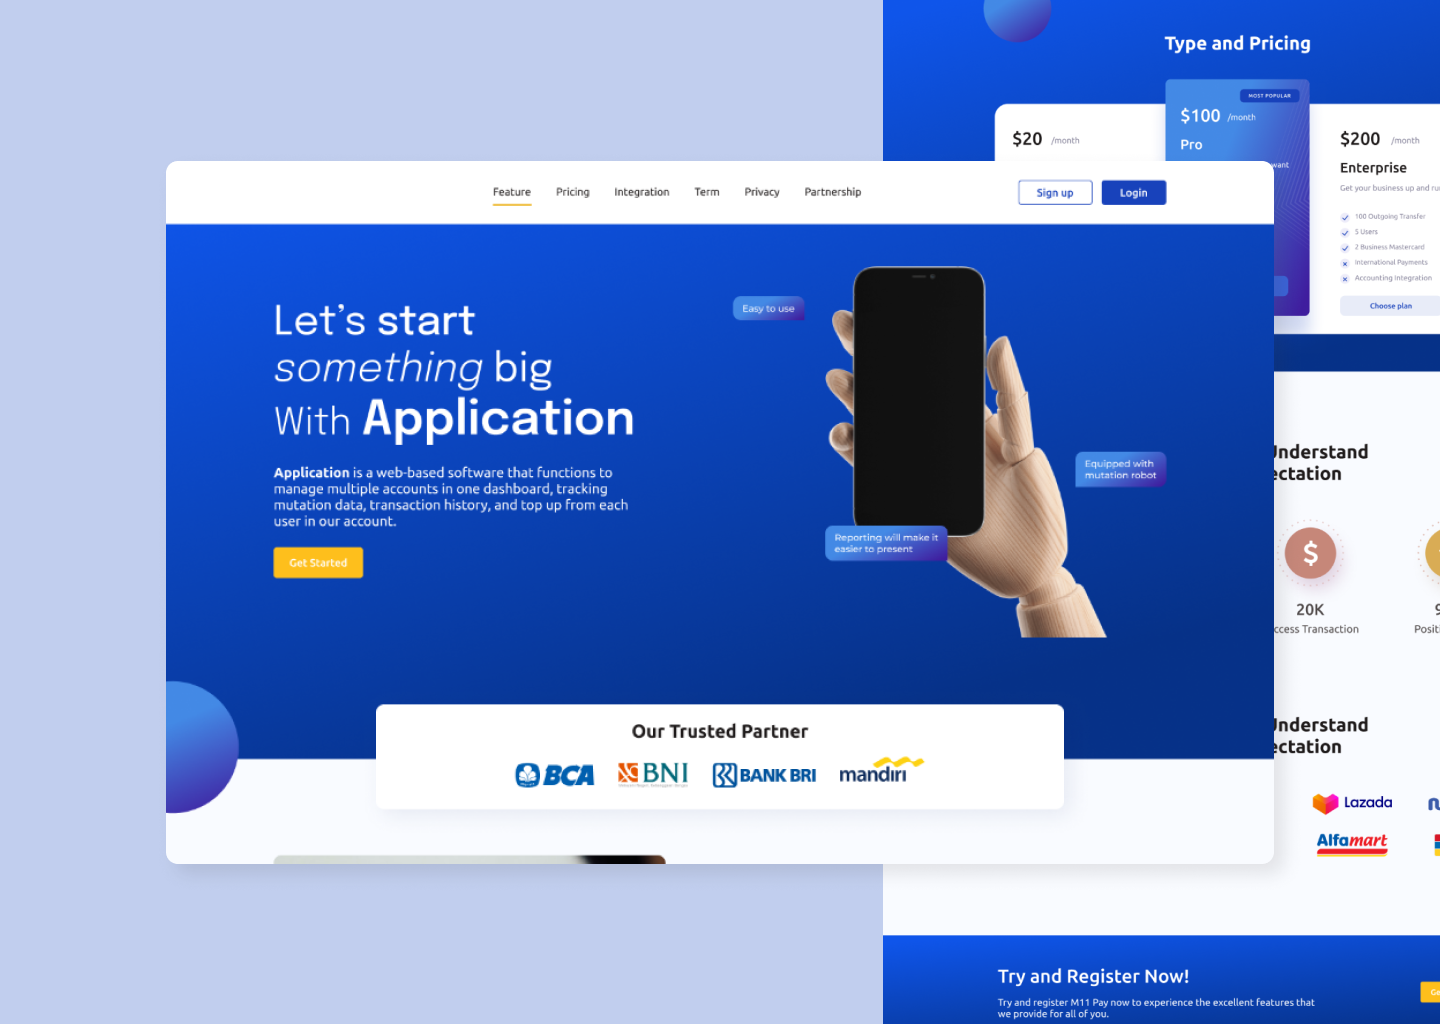 Type and Pricing
MOST POPULAR
$100 /month
Pro
want
$20 /month
$200 /month
Enterprise
Get your business up and ru
100 Outgoing Transfer
5 Users
2 Business Mastercard
International Payments
Accounting Integration
Choose plan
Feature Pricing Integration Term Privacy Partnership
Sign up Login
Let's start
something big
With Application
Application is a web-based software that functions to
manage multiple accounts in one dashboard, tracking
mutation data, transaction history, and top up from each
user in our account.
Get Started
Easy to use
Equipped with
mutation robot
Reporting will make it
easier to present
Our Trusted Partner
BCA BNI BANK BRI mandiri
Understand
ectation
$
20K
ccess Transaction
Posit
Understand
ectation
Lazada
Alfamart
Try and Register Now!
Try and register M11 Pay now to experience the excellent features that
we provide for all of you.